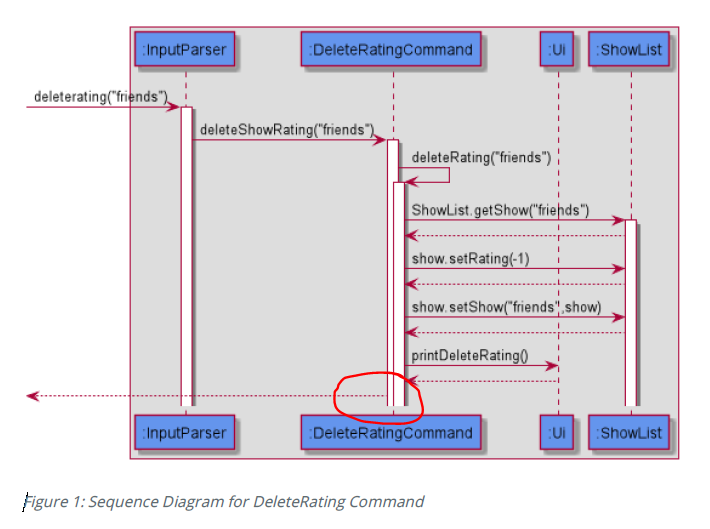 :InputParser :DeleteRatingCommand :Ui :ShowList
deleterating("friends")
deleteShowRating("friends")
deleteRating("friends")
ShowList.getShow("friends")
show.setRating(-1)
show.setShow("friends",show)
printDeleteRating()
:InputParser :DeleteRatingCommand :Ui :ShowList
Figure 1: Sequence Diagram for DeleteRating Command